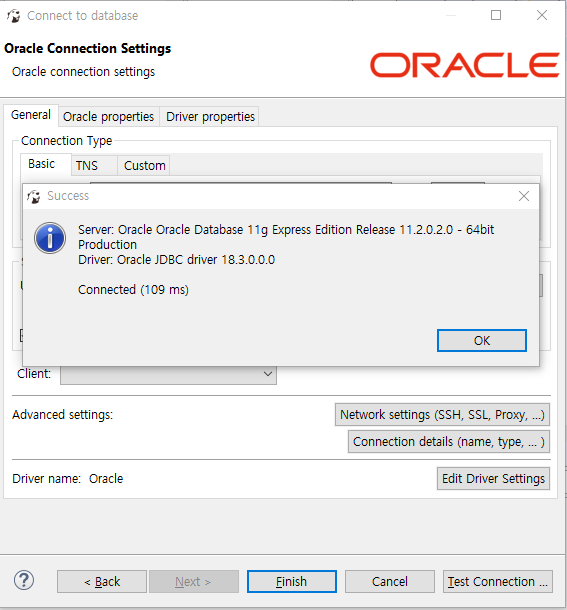 Connect to database
Oracle Connection Settings
Oracle connection settings
ORACLE
General
Oracle properties
Driver properties
Connection Type
Basic
TNS
Custom
Success
Server: Oracle Oracle Database 11g Express Edition Release 11.2.0.2.0 - 64bit
Production
Driver: Oracle JDBC driver 18.3.0.0.0
Connected (109 ms)
OK
Client:
Advanced settings:
Network settings (SSH, SSL, Proxy, ...)
Connection details (name, type, ... )
Driver name: Oracle
Edit Driver Settings
?
< Back
Next >
Finish
Cancel
Test Connection ...